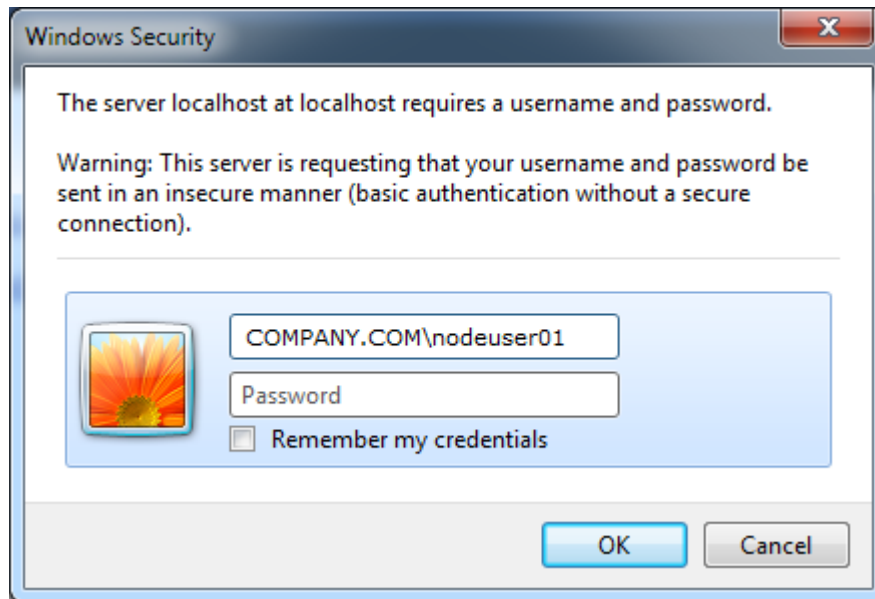 Windows Security
The server localhost at localhost requires a username and password.
Warning: This server is requesting that your username and password be
sent in an insecure manner (basic authentication without a secure
connection).
COMPANY.COM\nodeuser01
Password
Remember my credentials
OK
Cancel